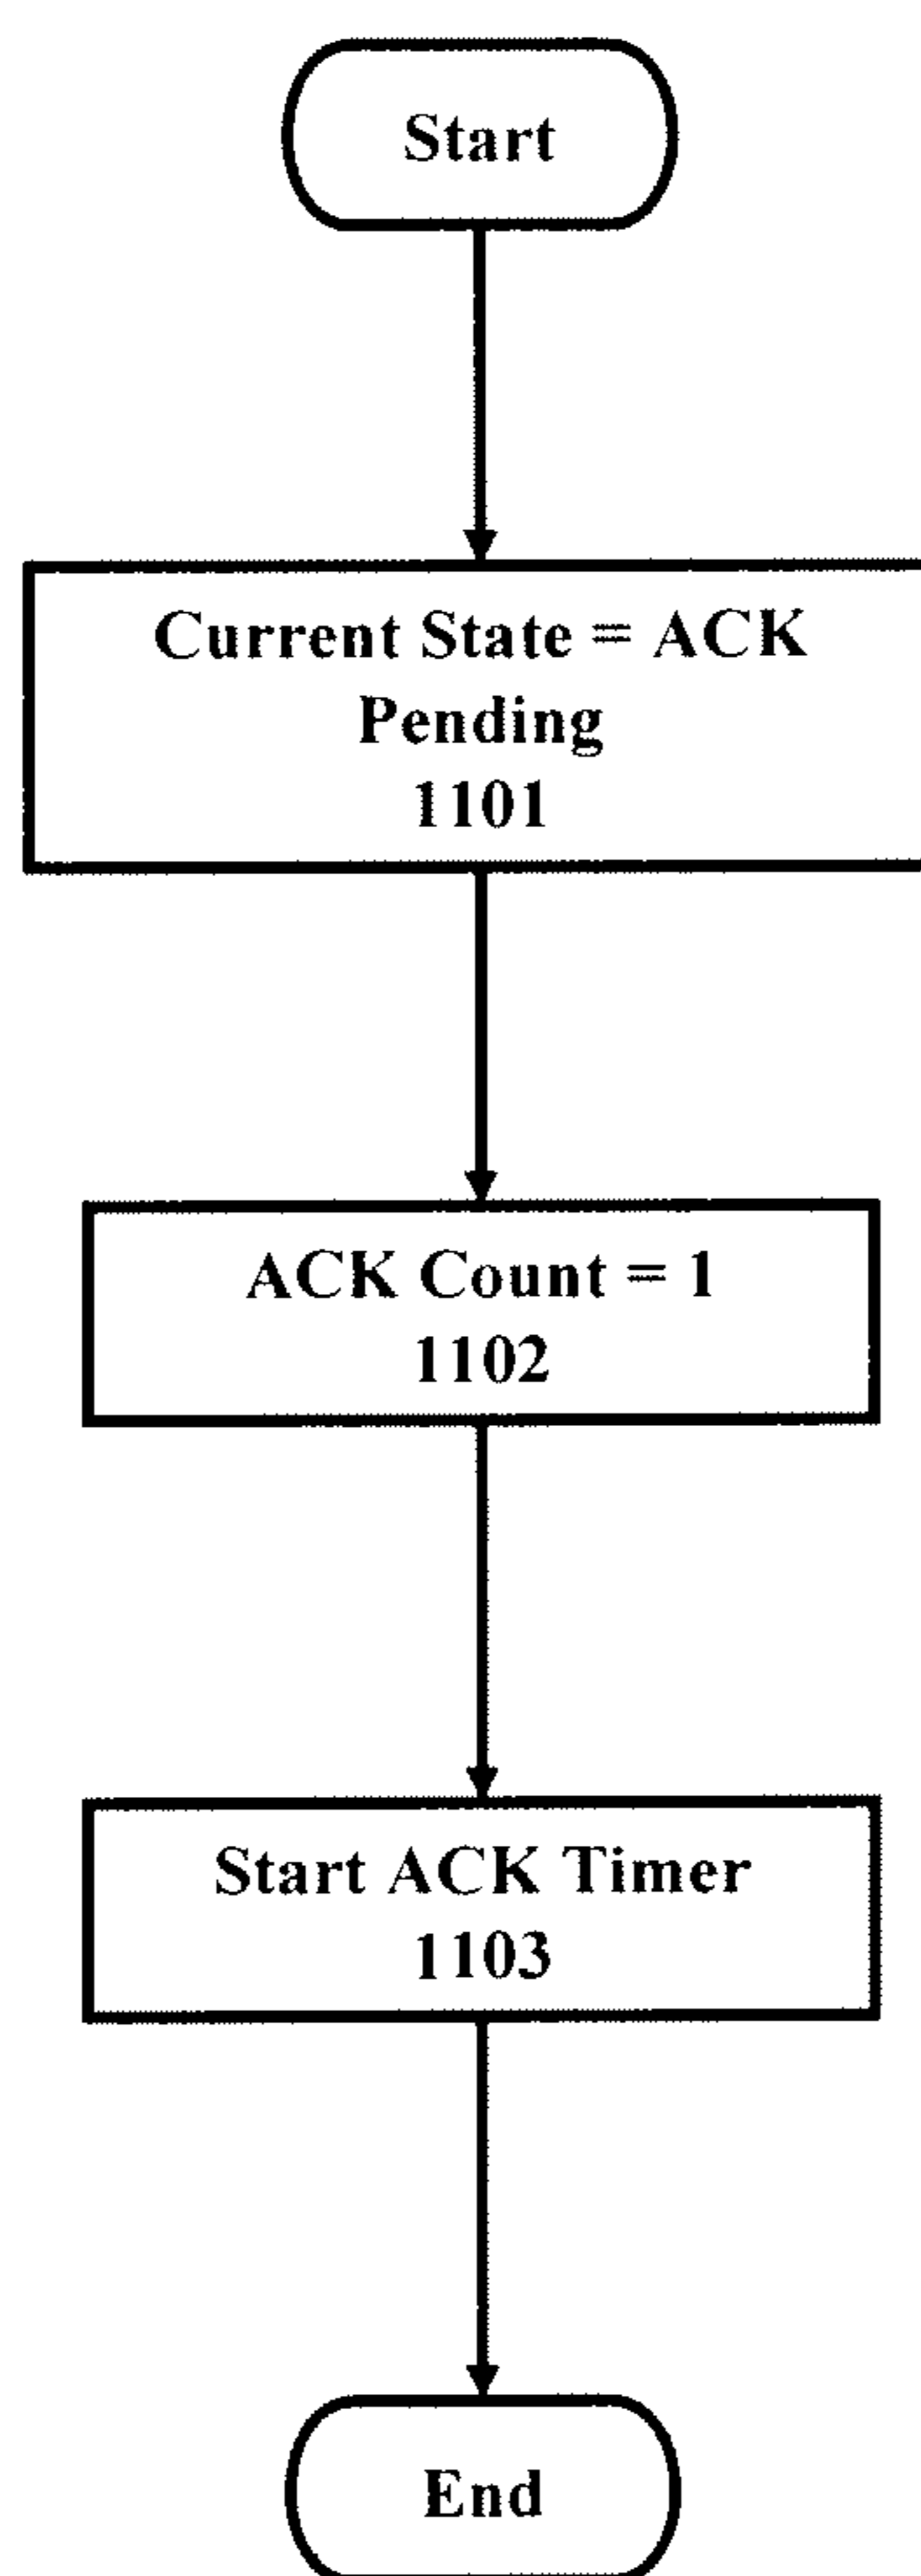 Start
Current State = ACK
Pending
1101
ACK Count = 1
1102
Start ACK Timer
1103
End